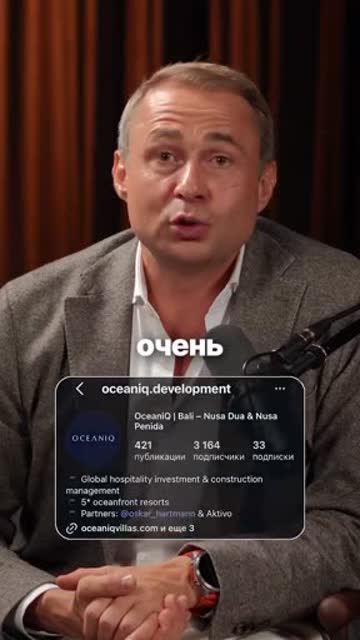 очень
oceaniq.development
OCEANIQ
OceaniQ | Bali – Nusa Dua & Nusa
Penida
421 3 164 33
публикации подписчики подписки
Global hospitality investment & construction
management
5* oceanfront resorts
Partners: @oskar_hartmann & Aktivo
oceaniqvillas.com и еще 3